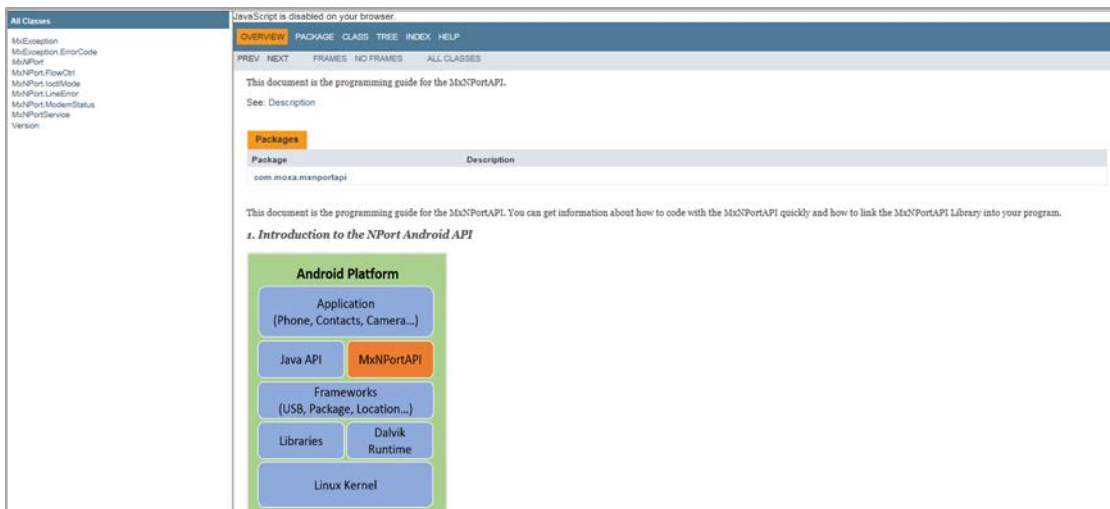 All Classes
MxException
MxException.ErrorCode
MxNPort
MxNPort.FlowCtrl
MxNPort.IoctlMode
MxNPort.LineError
MxNPort.ModemStatus
MxNPortService
Version
JavaScript is disabled on your browser.
OVERVIEW PACKAGE CLASS TREE INDEX HELP
PREV NEXT FRAMES NO FRAMES ALL CLASSES
This document is the programming guide for the MxNPortAPI.
See: Description
Packages
Package Description
com.moxa.mxnportapi
This document is the programming guide for the MxNPortAPI. You can get information about how to code with the MxNPortAPI quickly and how to link the MxNPortAPI Library into your program.
1. Introduction to the NPort Android API
Android Platform
Application
(Phone, Contacts, Camera...)
Java API MxNPortAPI
Frameworks
(USB, Package, Location...)
Libraries
Dalvik
Runtime
Linux Kernel